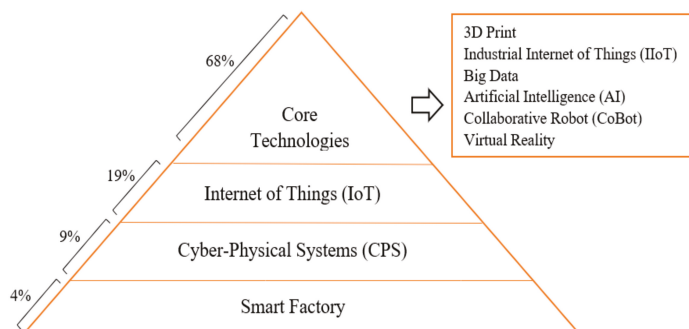 68%
Core
Technologies
19%
Internet of Things (IoT)
9%
Cyber-Physical Systems (CPS)
4%
Smart Factory
3D Print
Industrial Internet of Things (IIoT)
Big Data
Artificial Intelligence (AI)
Collaborative Robot (CoBot)
Virtual Reality